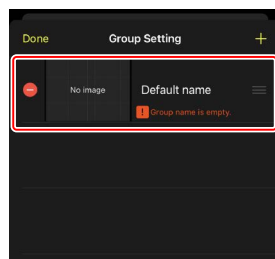 Done Group Setting +
No image
Default name
! Group name is empty.